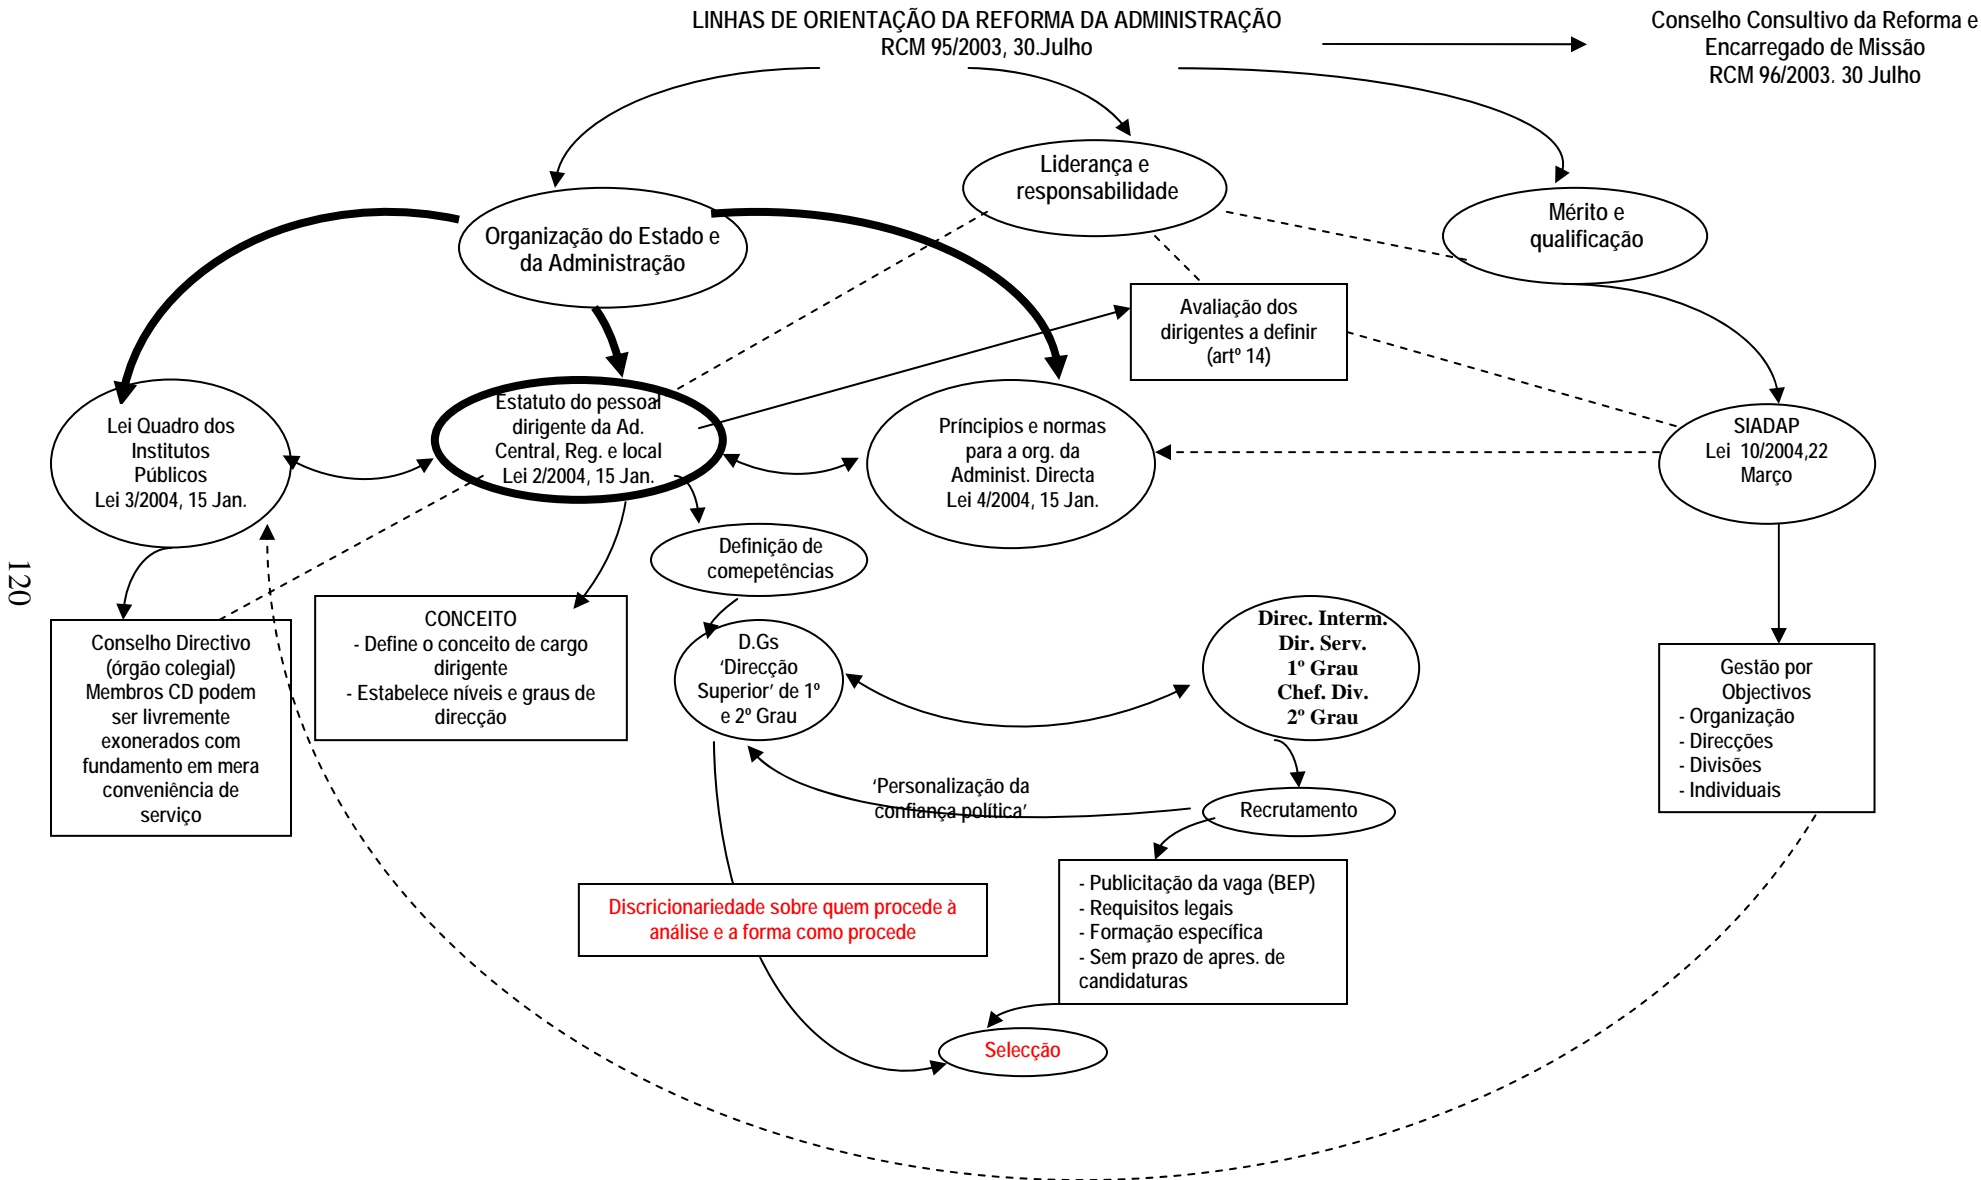 LINHAS DE ORIENTAÇÃO DA REFORMA DA ADMINISTRAÇÃO
RCM 95/2003, 30.Julho
Conselho Consultivo da Reforma e
Encarregado de Missão
RCM 96/2003. 30 Julho
Liderança e
responsabilidade
Organização do Estado e
da Administração
Mérito e
qualificação
Avaliação dos
dirigentes a definir
(artº 14)
Lei Quadro dos
Institutos
Públicos
Lei 3/2004, 15 Jan.
Estatuto do pessoal
dirigente da Ad.
Central, Reg. e local
Lei 2/2004, 15 Jan.
Príncipios e normas
para a org. da
Administ. Directa
Lei 4/2004, 15 Jan.
SIADAP
Lei 10/2004,22
Março
Definição de
comepetências
120
Conselho Directivo
(órgão colegial)
Membros CD podem
ser livremente
exonerados com
fundamento em mera
conveniência de
serviço
CONCEITO
- Define o conceito de cargo
dirigente
- Estabelece níveis e graus de
direcção
D.Gs
‘Direcção
Superior’ de 1º
e 2º Grau
Direc. Interm.
Dir. Serv.
1º Grau
Chef. Div.
2º Grau
Gestão por
Objectivos
- Organização
- Direcções
- Divisões
- Individuais
‘Personalização da
confiança política’
Recrutamento
- Publicitação da vaga (BEP)
- Requisitos legais
- Formação específica
- Sem prazo de apres. de
candidaturas
Discricionariedade sobre quem procede à
análise e a forma como procede
Selecção